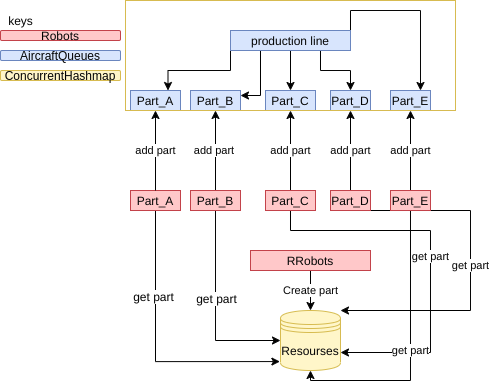 keys
Robots
AircraftQueues
ConcurrentHashmap
production line
Part_A
Part_B
Part_C
Part_D
Part_E
add part
add part
add part
add part
add part
Part_A
Part_B
Part_C
Part_D
Part_E
get part
get part
RRobots
Create part
get part
get part
Resourses
get part